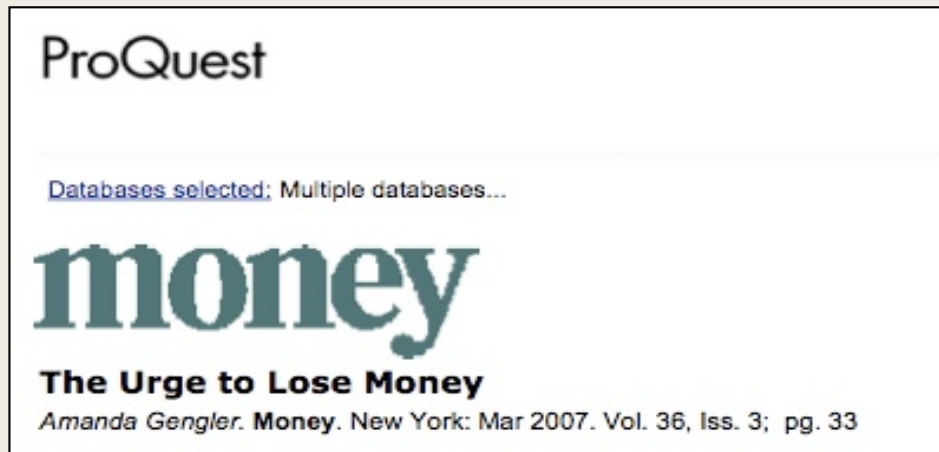 ProQuest
Databases selected: Multiple databases...
money
The Urge to Lose Money
Amanda Gengler. Money. New York: Mar 2007. Vol. 36, Iss. 3; pg. 33